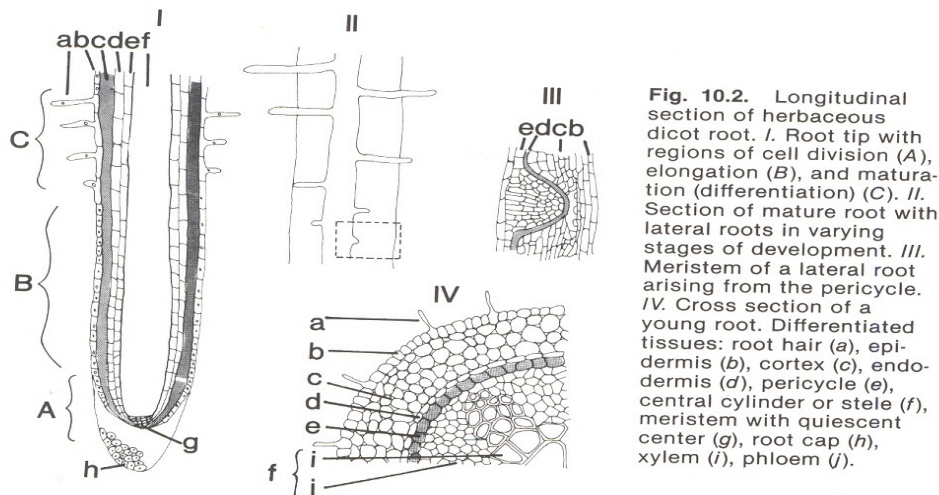 I
abcdef
C
B
A
g
h
II
III
edcb
IV
a
b
c
d
e
f
i
j
Fig. 10.2. Longitudinal
section of herbaceous
dicot root. I. Root tip with
regions of cell division (A),
elongation (B), and matura-
tion (differentiation) (C). II.
Section of mature root with
lateral roots in varying
stages of development. III.
Meristem of a lateral root
arising from the pericycle.
IV. Cross section of a
young root. Differentiated
tissues: root hair (a), epi-
dermis (b), cortex (c), endo-
dermis (d), pericycle (e),
central cylinder or stele (f),
meristem with quiescent
center (g), root cap (h),
xylem (i), phloem (j).